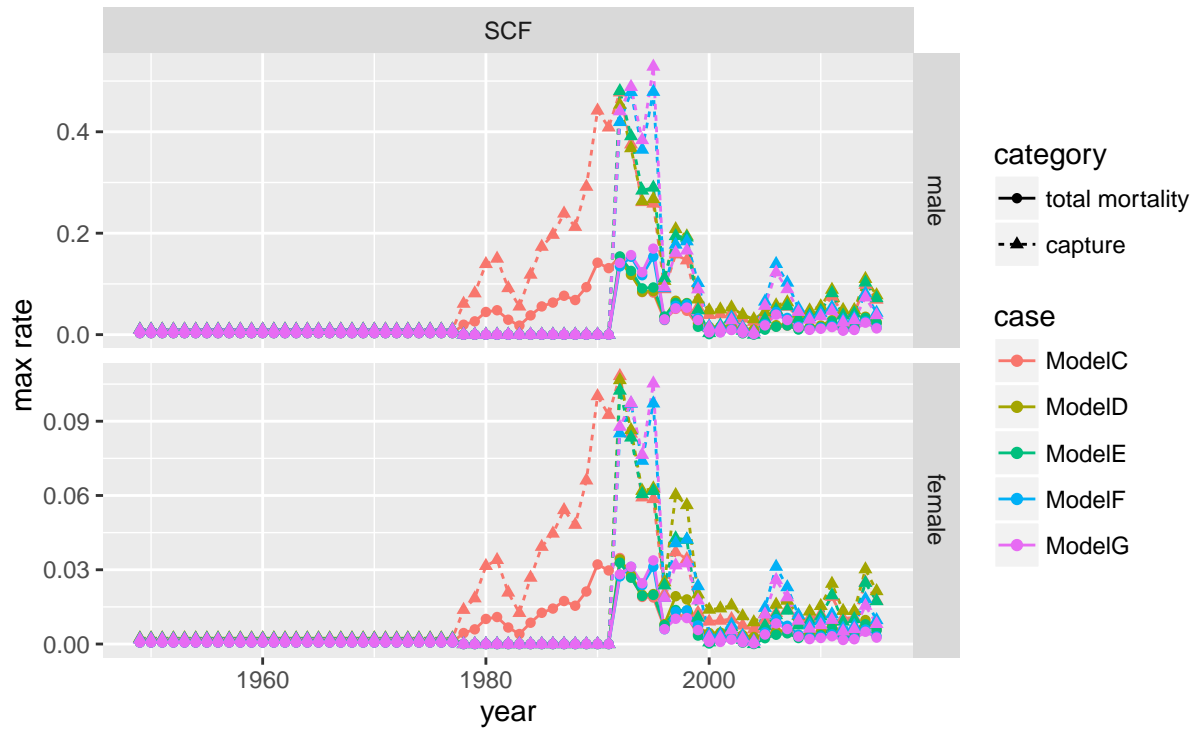 SCF
max rate
0.4
0.2
0.0
male
0.09
0.06
0.03
0.00
female
1960
1980
2000
year
category
total mortality
capture
case
ModelC
ModelD
ModelE
ModelF
ModelG